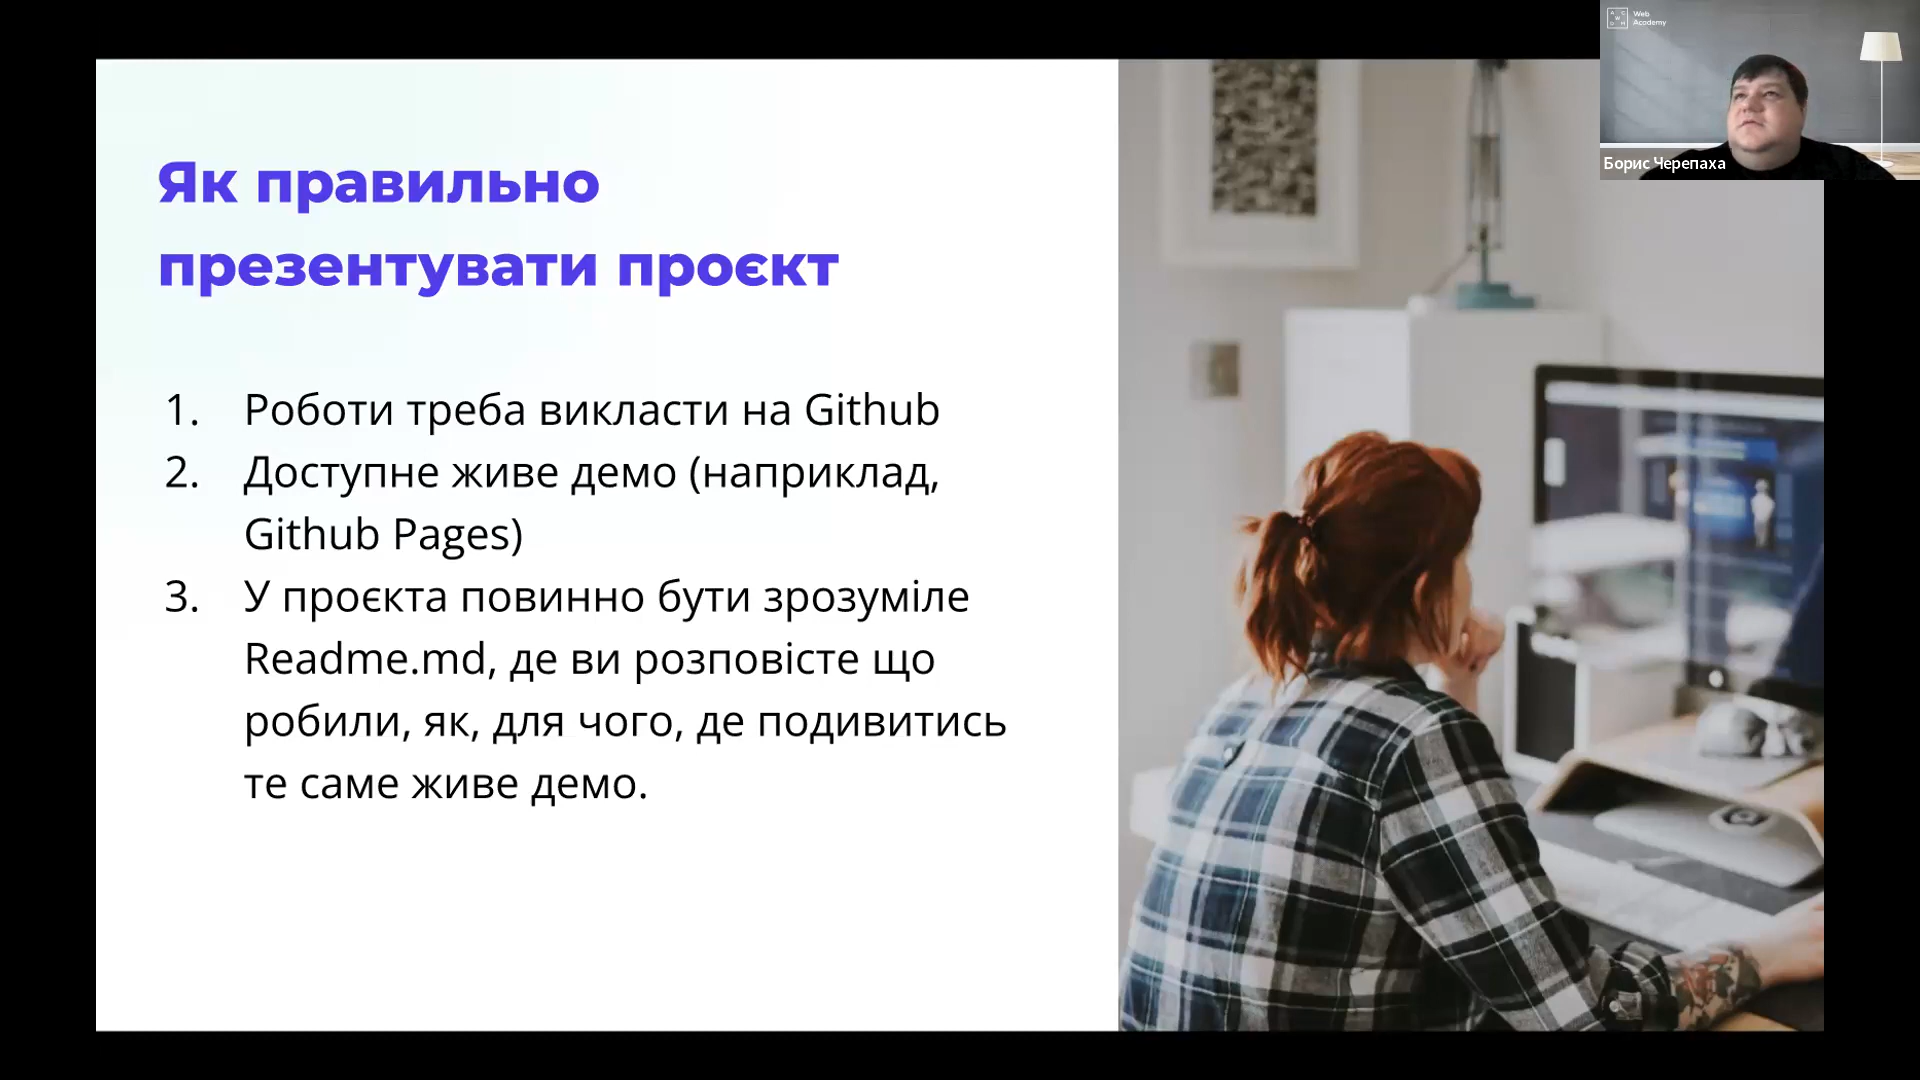 Як правильно
презентувати проєкт
1. Роботи треба викласти на Github
2. Доступне живе демо (наприклад,
Github Pages)
3. У проєкта повинно бути зрозуміле
Readme.md, де ви розповісте що
робили, як, для чого, де подивитись
те саме живе демо.
Web
Academy
Борис Черепаха